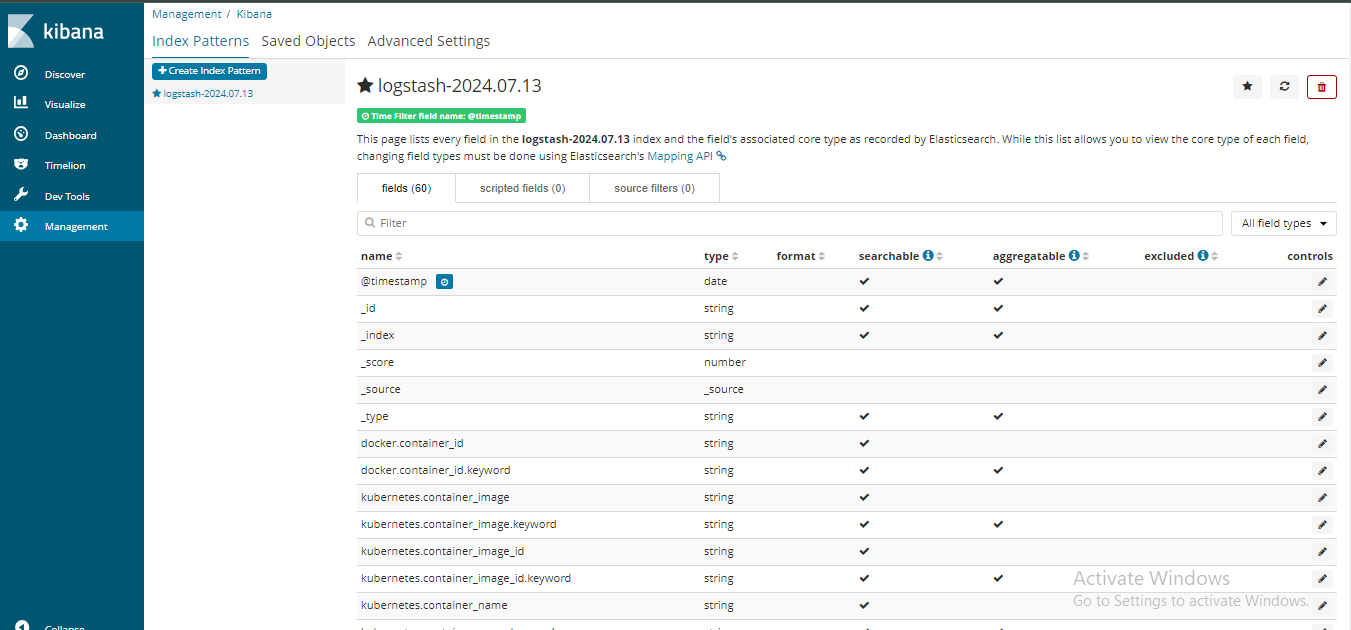 kibana
Discover
Visualize
Dashboard
Timelion
Dev Tools
Management
Collapse
Management / Kibana
Index Patterns Saved Objects Advanced Settings
Create Index Pattern
logstash-2024.07.13
logstash-2024.07.13
Time Filter field name: @timestamp
This page lists every field in the logstash-2024.07.13 index and the field's associated core type as recorded by Elasticsearch. While this list allows you to view the core type of each field,
changing field types must be done using Elasticsearch's Mapping API
fields (60) scripted fields (0) source filters (0)
Filter All field types
name type format searchable aggregatable excluded controls
@timestamp date
_id string
_index string
_score number
_source _source
_type string
docker.container_id string
docker.container_id.keyword string
kubernetes.container_image string
kubernetes.container_image.keyword string
kubernetes.container_image_id string
kubernetes.container_image_id.keyword string
kubernetes.container_name string
Activate Windows
Go to Settings to activate Windows.